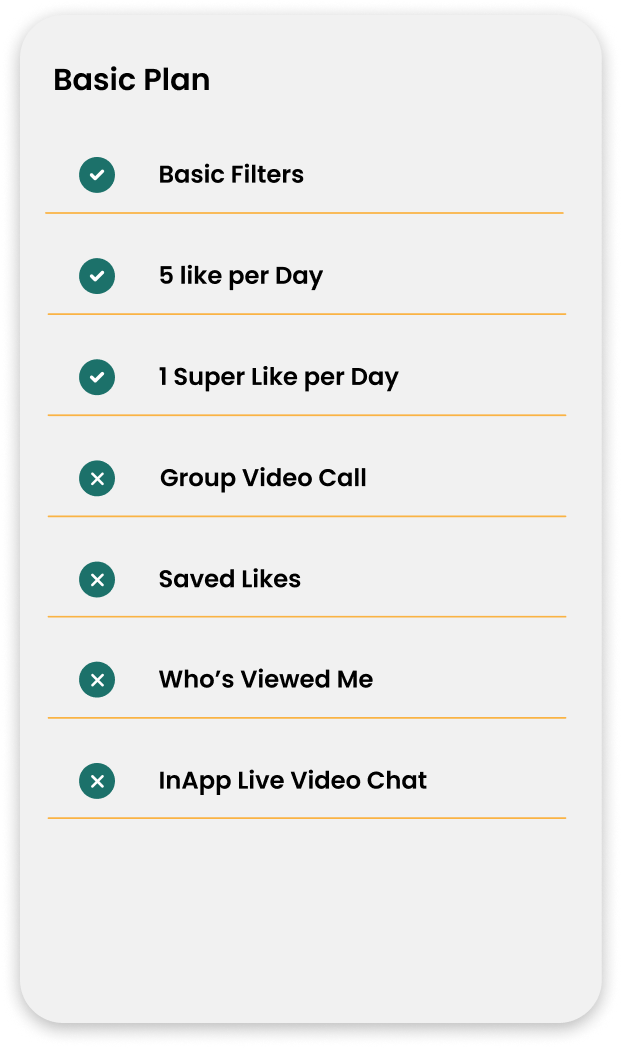 Basic Plan
Basic Filters
5 like per Day
1 Super Like per Day
Group Video Call
Saved Likes
Who’s Viewed Me
InApp Live Video Chat